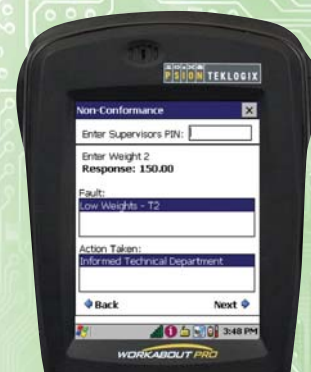 PSION TEKLOGIX
Non-Conformance
Enter Supervisors PIN:
Enter Weight 2
Response: 150.00
Fault:
Low Weights - T2
Action Taken:
Informed Technical Department
Back Next
3:48 PM
WORKABOUT PRO